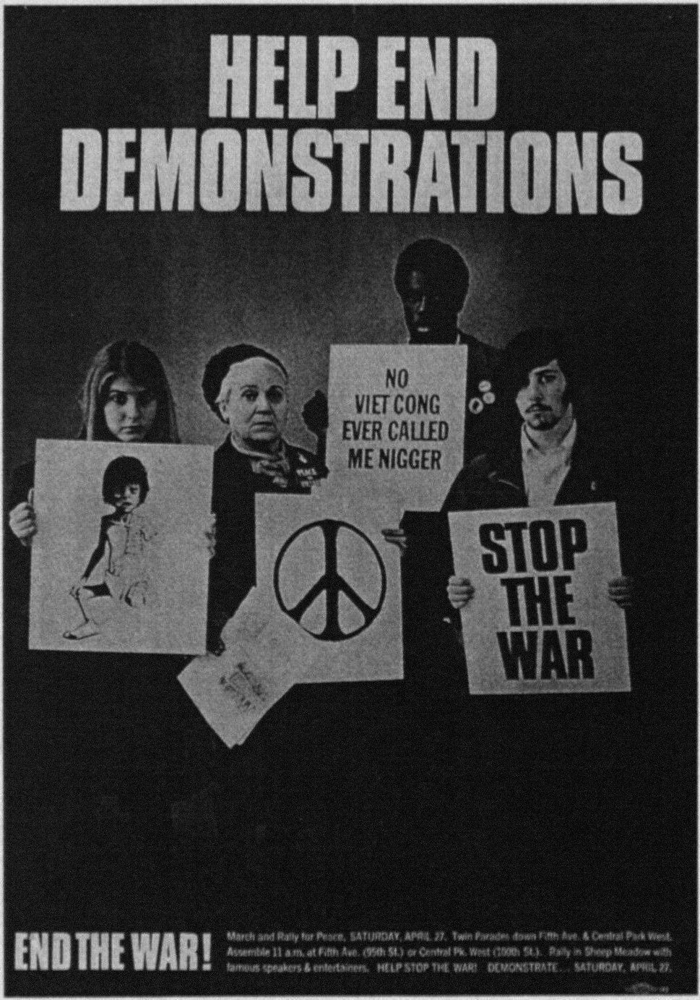 HELP END
DEMONSTRATIONS
NO
VIET CONG
EVER CALLED
ME NIGGER
STOP
THE
WAR
END THE WAR!
March and Rally for Peace, SATURDAY, APRIL 27. Twin Parades down Fifth Ave. & Central Park West.
Assemble 11 a.m. at Fifth Ave. (95th St.) or Central Pk. West (100th St.). Rally in Sheep Meadow with
famous speakers & entertainers. HELP STOP THE WAR! DEMONSTRATE... SATURDAY, APRIL 27.